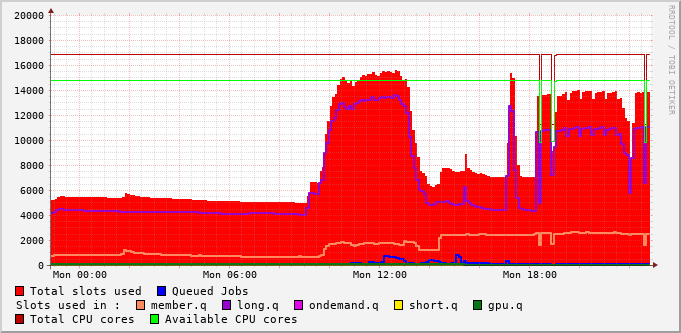 20000
18000
16000
14000
12000
10000
8000
6000
4000
2000
0
Mon 00:00 Mon 06:00 Mon 12:00 Mon 18:00
RRDTOOL / TOBI OETIKER
Total slots used Queued Jobs
Slots used in : member.q long.q ondemand.q short.q gpu.q
Total CPU cores Available CPU cores